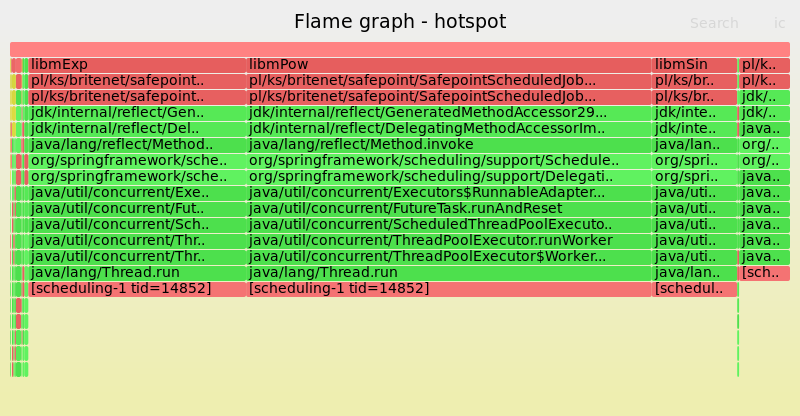 Flame graph - hotspot
Search ic
libmExp libmPow libmSin pl/k..
pl/ks/britenet/safepoint.. pl/ks/britenet/safepoint/SafepointScheduledJob... pl/ks/br.. pl/k..
pl/ks/britenet/safepoint.. pl/ks/britenet/safepoint/SafepointScheduledJob... pl/ks/br.. jdk/..
jdk/internal/reflect/Gen.. jdk/internal/reflect/GeneratedMethodAccessor29... jdk/inte.. jdk/..
jdk/internal/reflect/Del.. jdk/internal/reflect/DelegatingMethodAccessorIm.. jdk/inte.. java..
java/lang/reflect/Method.. java/lang/reflect/Method.invoke java/lan.. org/..
org/springframework/sche.. org/springframework/scheduling/support/Schedule.. org/spri.. org/..
org/springframework/sche.. org/springframework/scheduling/support/Delegati.. org/spri.. java..
java/util/concurrent/Exe.. java/util/concurrent/Executors$RunnableAdapter... java/uti.. java..
java/util/concurrent/Fut.. java/util/concurrent/FutureTask.runAndReset java/uti.. java..
java/util/concurrent/Sch.. java/util/concurrent/ScheduledThreadPoolExecuto.. java/uti.. java..
java/util/concurrent/Thr.. java/util/concurrent/ThreadPoolExecutor.runWorker java/uti.. java..
java/util/concurrent/Thr.. java/util/concurrent/ThreadPoolExecutor$Worker... java/uti.. java..
java/lang/Thread.run java/lang/Thread.run java/lan.. [sch..
[scheduling-1 tid=14852] [scheduling-1 tid=14852] [schedul..